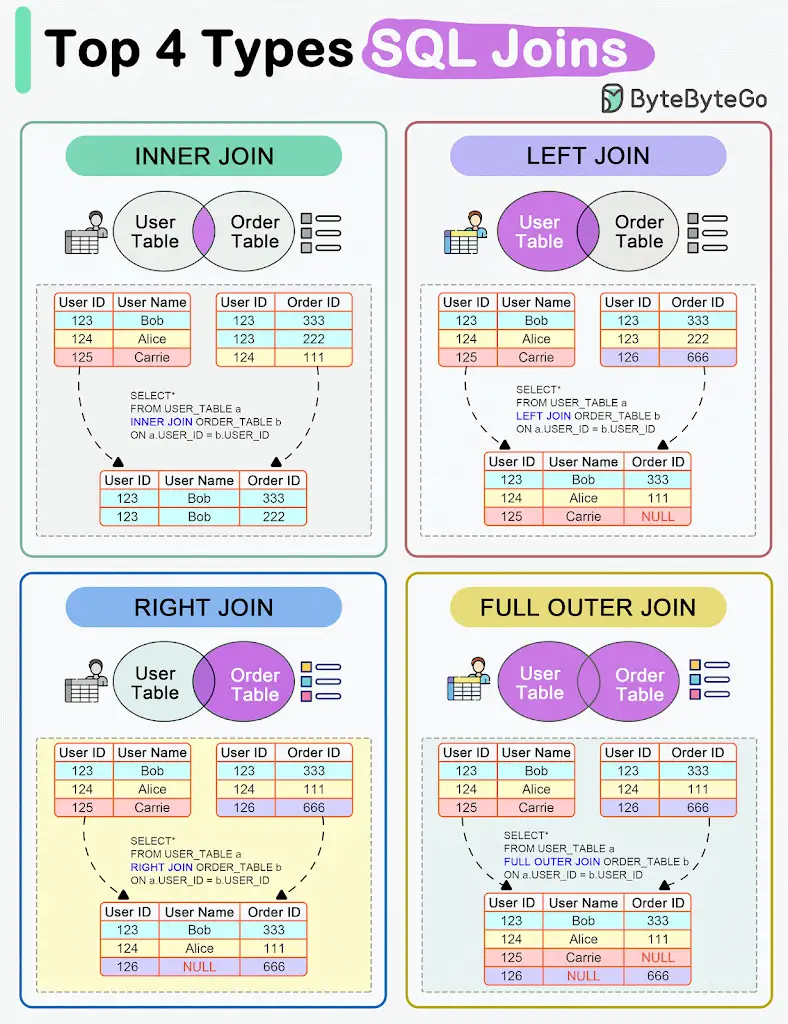 Top 4 Types SQL Joins
ByteByteGo
INNER JOIN
User
Table
Order
Table
User ID User Name
123 Bob
124 Alice
125 Carrie
User ID Order ID
123 333
123 222
124 111
SELECT*
FROM USER_TABLE a
INNER JOIN ORDER_TABLE b
ON a.USER_ID = b.USER_ID
User ID User Name Order ID
123 Bob 333
123 Bob 222
LEFT JOIN
User
Table
Order
Table
User ID User Name
123 Bob
124 Alice
125 Carrie
User ID Order ID
123 333
123 222
126 666
SELECT*
FROM USER_TABLE a
LEFT JOIN ORDER_TABLE b
ON a.USER_ID = b.USER_ID
User ID User Name Order ID
123 Bob 333
124 Alice 111
125 Carrie NULL
RIGHT JOIN
User
Table
Order
Table
User ID User Name
123 Bob
124 Alice
125 Carrie
User ID Order ID
123 333
124 111
126 666
SELECT*
FROM USER_TABLE a
RIGHT JOIN ORDER_TABLE b
ON a.USER_ID = b.USER_ID
User ID User Name Order ID
123 Bob 333
124 Alice 111
126 NULL 666
FULL OUTER JOIN
User
Table
Order
Table
User ID User Name
123 Bob
124 Alice
125 Carrie
User ID Order ID
123 333
124 111
126 666
SELECT*
FROM USER_TABLE a
FULL OUTER JOIN ORDER_TABLE b
ON a.USER_ID = b.USER_ID
User ID User Name Order ID
123 Bob 333
124 Alice 111
125 Carrie NULL
126 NULL 666